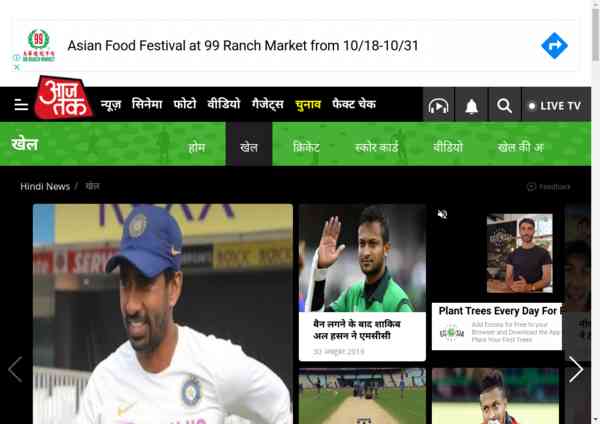 99
99 RANCH MARKET
Asian Food Festival at 99 Ranch Market from 10/18-10/31
आज तक
न्यूज़ सिनेमा फोटो वीडियो गैजेट्स चुनाव फैक्ट चेक
LIVE TV
खेल
होम खेल क्रिकेट स्कोर कार्ड वीडियो खेल की अ
Hindi News / खेल
Feedback
बैन लगने के बाद शाकिब
अल हसन ने एमसीसी
30 अक्टूबर 2019
Plant Trees Every Day For F
Add Ecosia for Free to your
Browser and Download the App
Plant Your First Trees